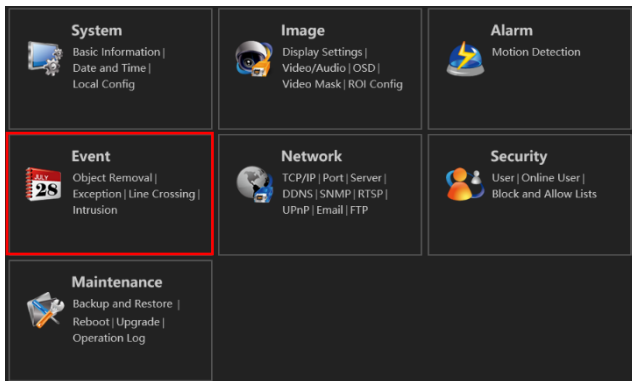 System
Basic Information |
Date and Time |
Local Config
Image
Display Settings |
Video/Audio | OSD |
Video Mask | ROI Config
Alarm
Motion Detection
Event
Object Removal |
Exception | Line Crossing |
Intrusion
JULY
28
Network
TCP/IP | Port | Server |
DDNS | SNMP | RTSP |
UPnP | Email | FTP
Security
User | Online User |
Block and Allow Lists
Maintenance
Backup and Restore |
Reboot | Upgrade |
Operation Log